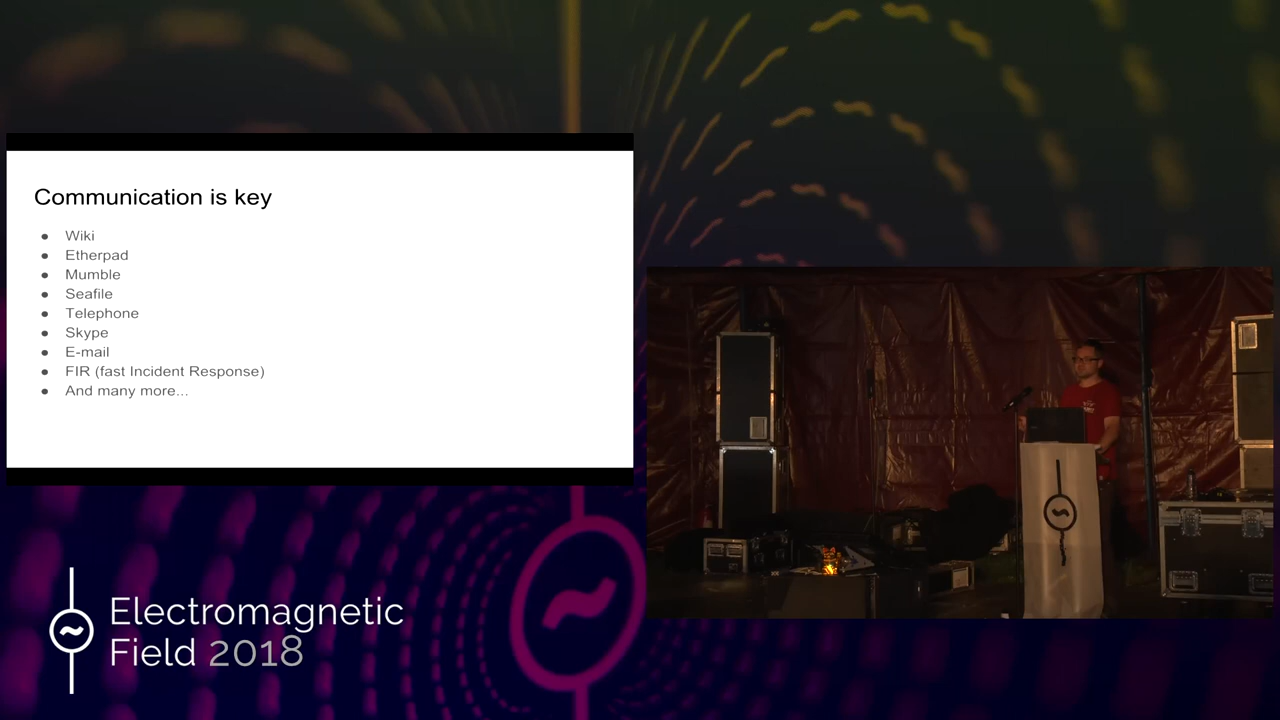 Communication is key
● Wiki
● Etherpad
● Mumble
● Seafile
● Telephone
● Skype
● E-mail
● FIR (fast Incident Response)
● And many more...
Electromagnetic
Field 2018